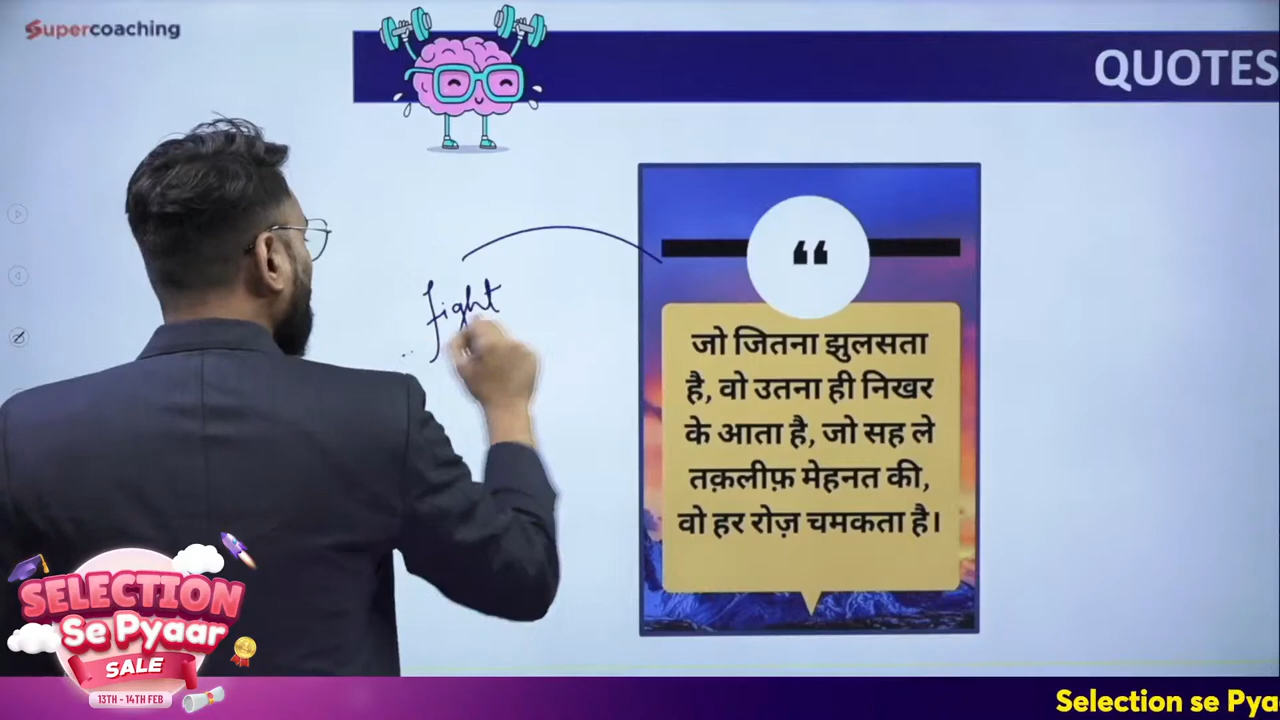 Supercoaching
QUOTES
fight
❝
जो जितना झुलसता
है, वो उतना ही निखर
के आता है, जो सह ले
तक़लीफ़ मेहनत की,
वो हर रोज़ चमकता है।
SELECTION
Se Pyaar
SALE
13TH - 14TH FEB
Selection se Pya